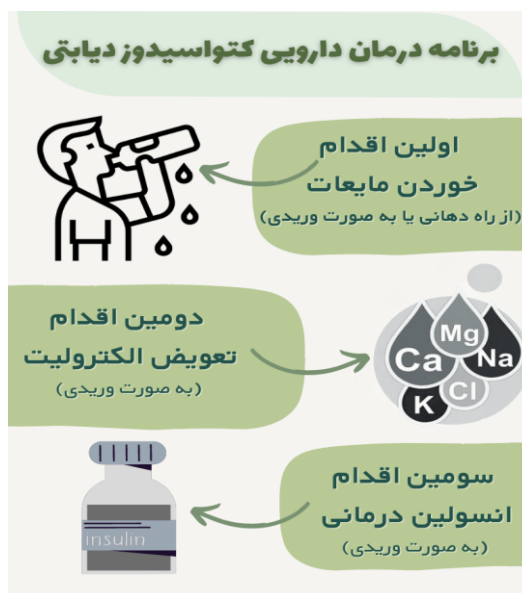 برنامه درمان دارویی کتواسیدوز دیابتی
اولین اقدام
خوردن مایعات
(از راه دهانی یا به صورت وریدی)
دومین اقدام
تعویض الکترولیت
(به صورت وریدی)
Mg
Ca
Na
K
Cl
سومین اقدام
انسولین درمانی
(به صورت وریدی)
insulin